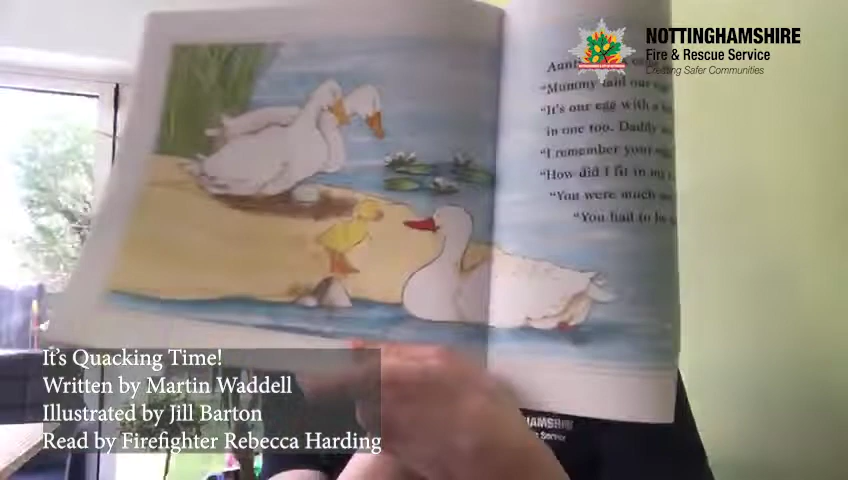 NOTTINGHAMSHIRE
Fire & Rescue Service
Creating Safer Communities
"Mummy laid our egg
"It's our egg with a
in one too. Daddy
"I remember your
"How did I fit in my
"You were much
"You had to be
It's Quacking Time!
Written by Martin Waddell
Illustrated by Jill Barton
Read by Firefighter Rebecca Harding